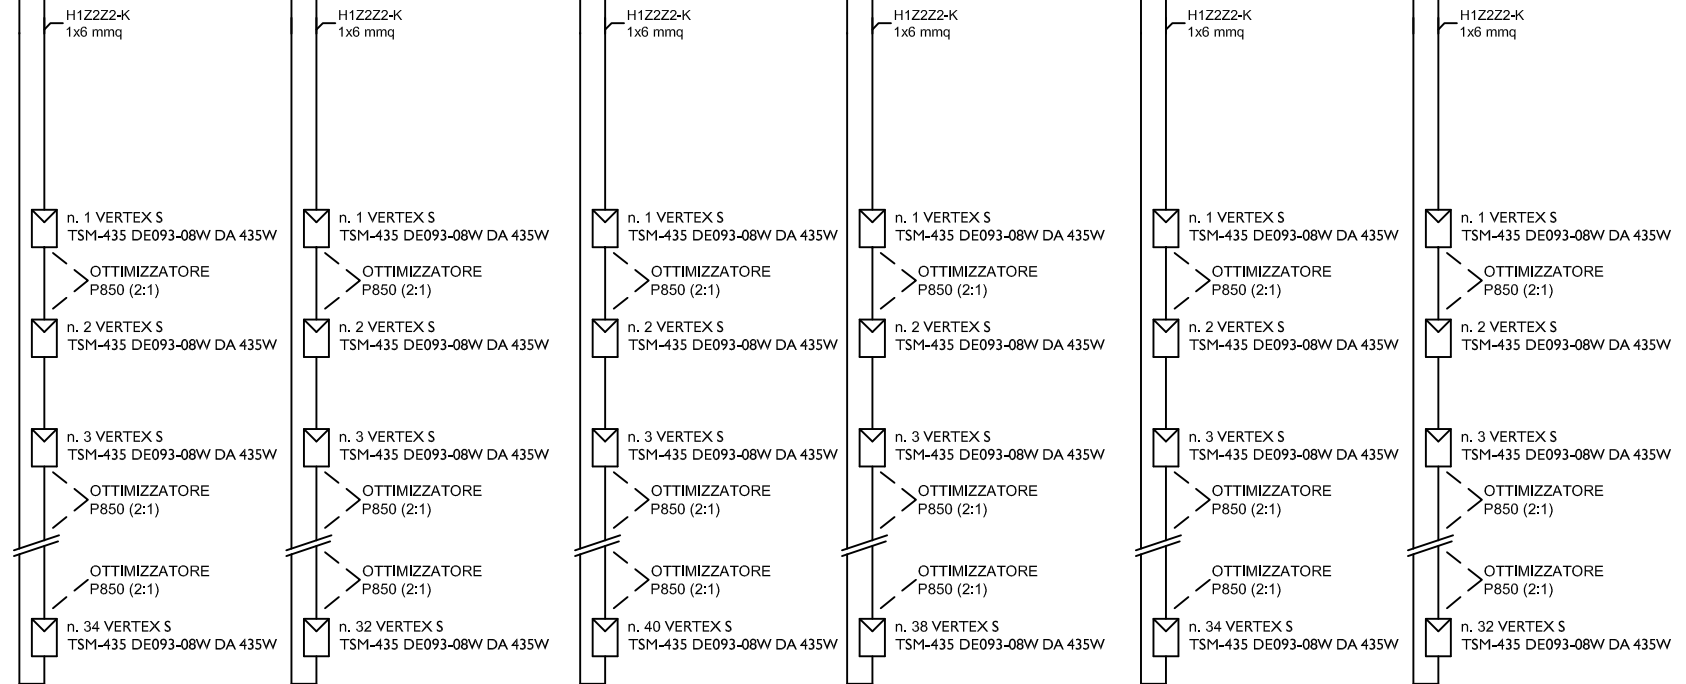 H1Z2Z2-K
1x6 mmq
n. 1 VERTEX S
TSM-435 DE093-08W DA 435W
OTTIMIZZATORE
P850 (2:1)
n. 2 VERTEX S
TSM-435 DE093-08W DA 435W
n. 3 VERTEX S
TSM-435 DE093-08W DA 435W
OTTIMIZZATORE
P850 (2:1)
OTTIMIZZATORE
P850 (2:1)
n. 34 VERTEX S
TSM-435 DE093-08W DA 435W
H1Z2Z2-K
1x6 mmq
n. 1 VERTEX S
TSM-435 DE093-08W DA 435W
OTTIMIZZATORE
P850 (2:1)
n. 2 VERTEX S
TSM-435 DE093-08W DA 435W
n. 3 VERTEX S
TSM-435 DE093-08W DA 435W
OTTIMIZZATORE
P850 (2:1)
OTTIMIZZATORE
P850 (2:1)
n. 32 VERTEX S
TSM-435 DE093-08W DA 435W
H1Z2Z2-K
1x6 mmq
n. 1 VERTEX S
TSM-435 DE093-08W DA 435W
OTTIMIZZATORE
P850 (2:1)
n. 2 VERTEX S
TSM-435 DE093-08W DA 435W
n. 3 VERTEX S
TSM-435 DE093-08W DA 435W
OTTIMIZZATORE
P850 (2:1)
OTTIMIZZATORE
P850 (2:1)
n. 40 VERTEX S
TSM-435 DE093-08W DA 435W
H1Z2Z2-K
1x6 mmq
n. 1 VERTEX S
TSM-435 DE093-08W DA 435W
OTTIMIZZATORE
P850 (2:1)
n. 2 VERTEX S
TSM-435 DE093-08W DA 435W
n. 3 VERTEX S
TSM-435 DE093-08W DA 435W
OTTIMIZZATORE
P850 (2:1)
OTTIMIZZATORE
P850 (2:1)
n. 38 VERTEX S
TSM-435 DE093-08W DA 435W
H1Z2Z2-K
1x6 mmq
n. 1 VERTEX S
TSM-435 DE093-08W DA 435W
OTTIMIZZATORE
P850 (2:1)
n. 2 VERTEX S
TSM-435 DE093-08W DA 435W
n. 3 VERTEX S
TSM-435 DE093-08W DA 435W
OTTIMIZZATORE
P850 (2:1)
OTTIMIZZATORE
P850 (2:1)
n. 34 VERTEX S
TSM-435 DE093-08W DA 435W
H1Z2Z2-K
1x6 mmq
n. 1 VERTEX S
TSM-435 DE093-08W DA 435W
OTTIMIZZATORE
P850 (2:1)
n. 2 VERTEX S
TSM-435 DE093-08W DA 435W
n. 3 VERTEX S
TSM-435 DE093-08W DA 435W
OTTIMIZZATORE
P850 (2:1)
OTTIMIZZATORE
P850 (2:1)
n. 32 VERTEX S
TSM-435 DE093-08W DA 435W